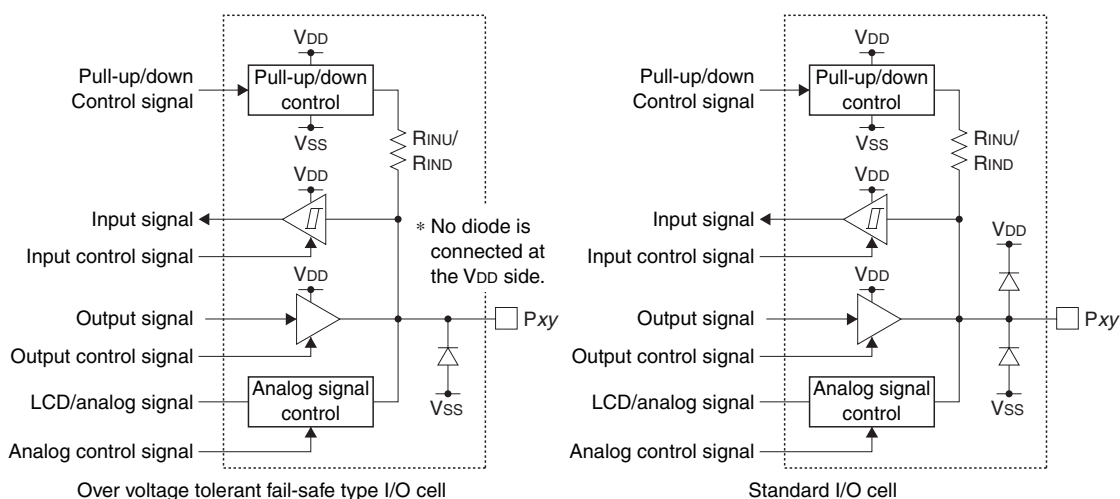 VDD
Pull-up/down
Control signal
Pull-up/down
control
VSS
RINU/
RIND
VDD
Input signal
Input control signal
* No diode is
connected at
the VDD side.
VDD
Output signal
Pxy
Output control signal
LCD/analog signal
Analog signal
control
VSS
Analog control signal
Over voltage tolerant fail-safe type I/O cell
VDD
Pull-up/down
Control signal
Pull-up/down
control
VSS
RINU/
RIND
VDD
Input signal
Input control signal
VDD
VDD
Output signal
Pxy
Output control signal
LCD/analog signal
Analog signal
control
VSS
Analog control signal
Standard I/O cell